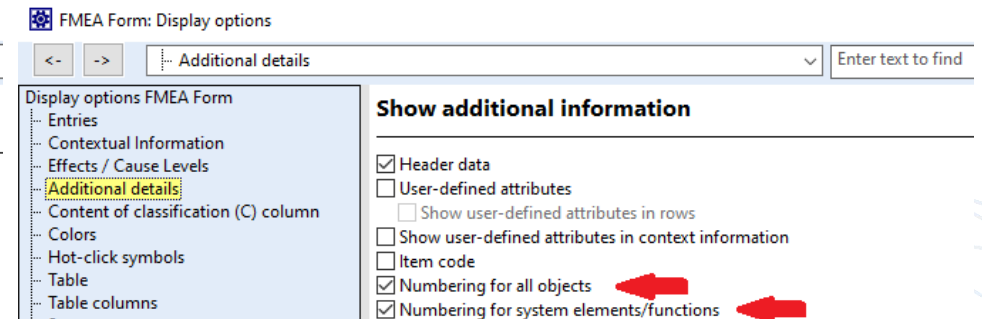 FMEA Form: Display options
<- -> Additional details Enter text to find
Display options FMEA Form
Entries
Contextual Information
Effects / Cause Levels
Additional details
Content of classification (C) column
Colors
Hot-click symbols
Table
Table columns
Show additional information
Header data
User-defined attributes
Show user-defined attributes in rows
Show user-defined attributes in context information
Item code
Numbering for all objects
Numbering for system elements/functions